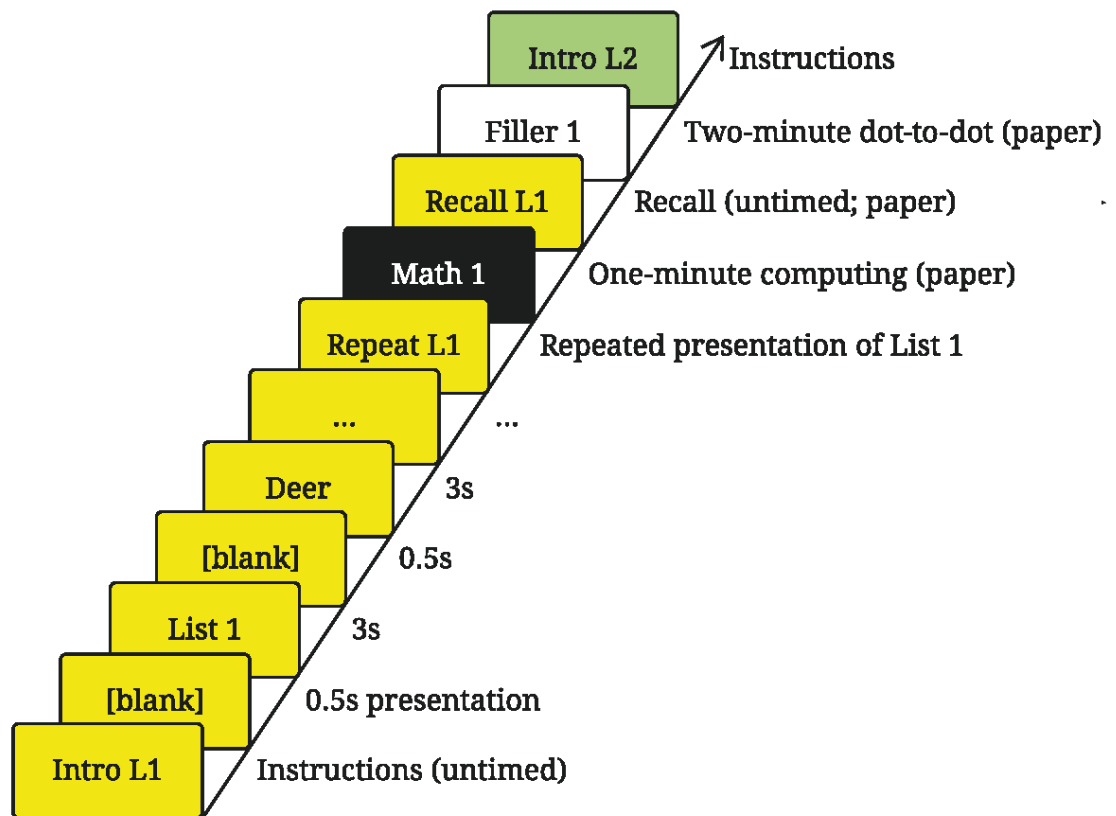 Intro L2
Instructions
Filler 1
Two-minute dot-to-dot (paper)
Recall L1
Recall (untimed; paper)
Math 1
One-minute computing (paper)
Repeat L1
Repeated presentation of List 1
...
...
Deer
3s
[blank]
0.5s
List 1
3s
[blank]
0.5s presentation
Intro L1
Instructions (untimed)